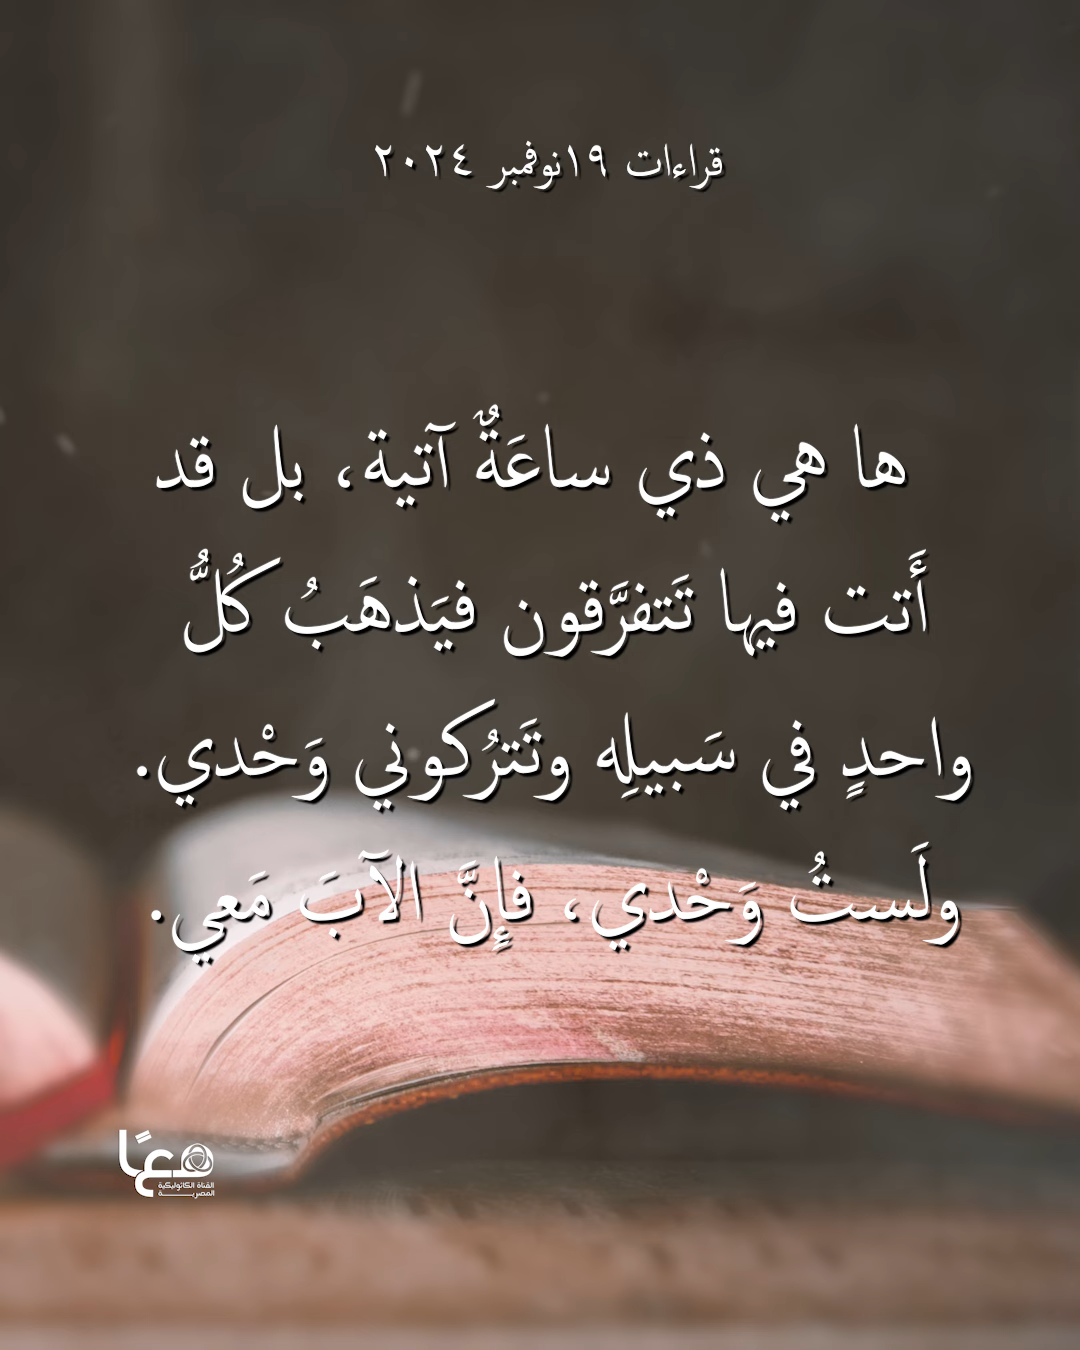 قراءات ١٩نوفمبر ٢٠٢٤
ها هي ذي ساعَةٌ آتية، بل قد
أَتت فيها تَتفرَّقون فيَذهَبُ كُلُّ
واحدٍ في سَبيلِه وتَترُكوني وَحْدي.
ولَستُ وَحْدي، فإِنَّ الآبَ مَعي.
معًا
القناة الكاثوليكية
المصرية